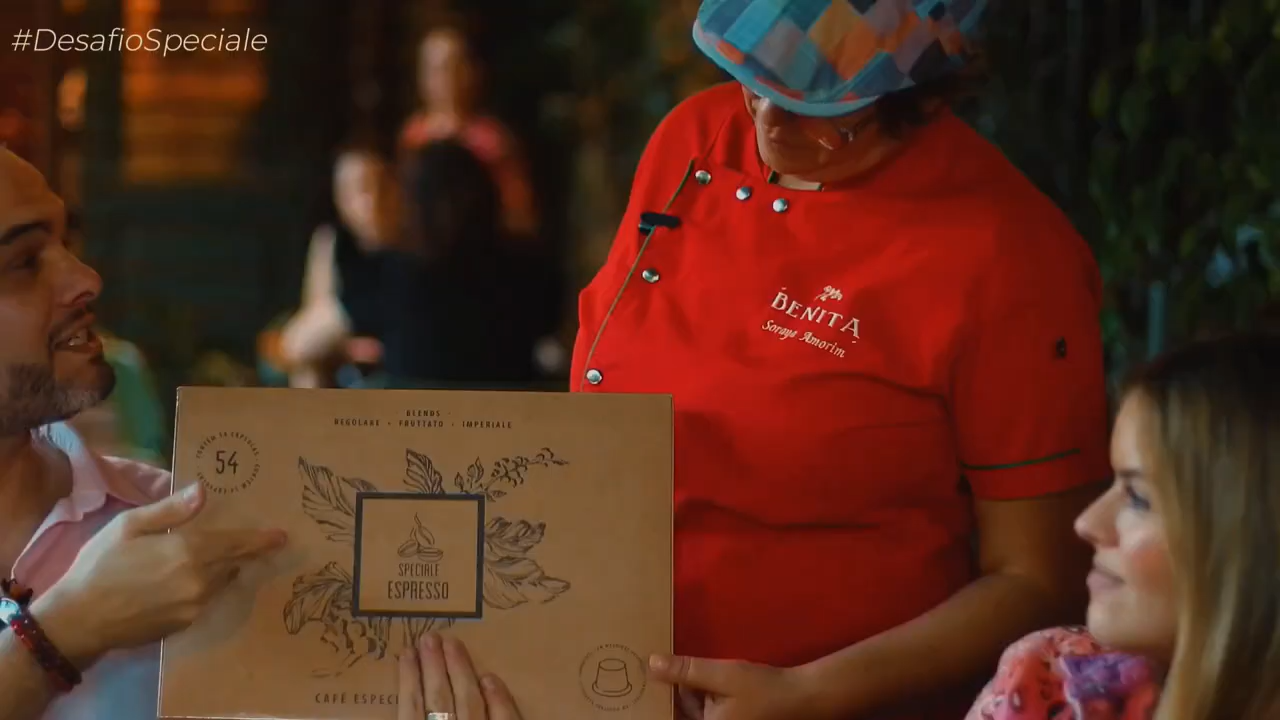 #DesafioSpeciale
BENITA
Soraya Amorim
BLENDS
REGOLARE • FRUTTATO • IMPERIALE
54
SPECIALE
ESPRESSO
CAFÉ ESPECI